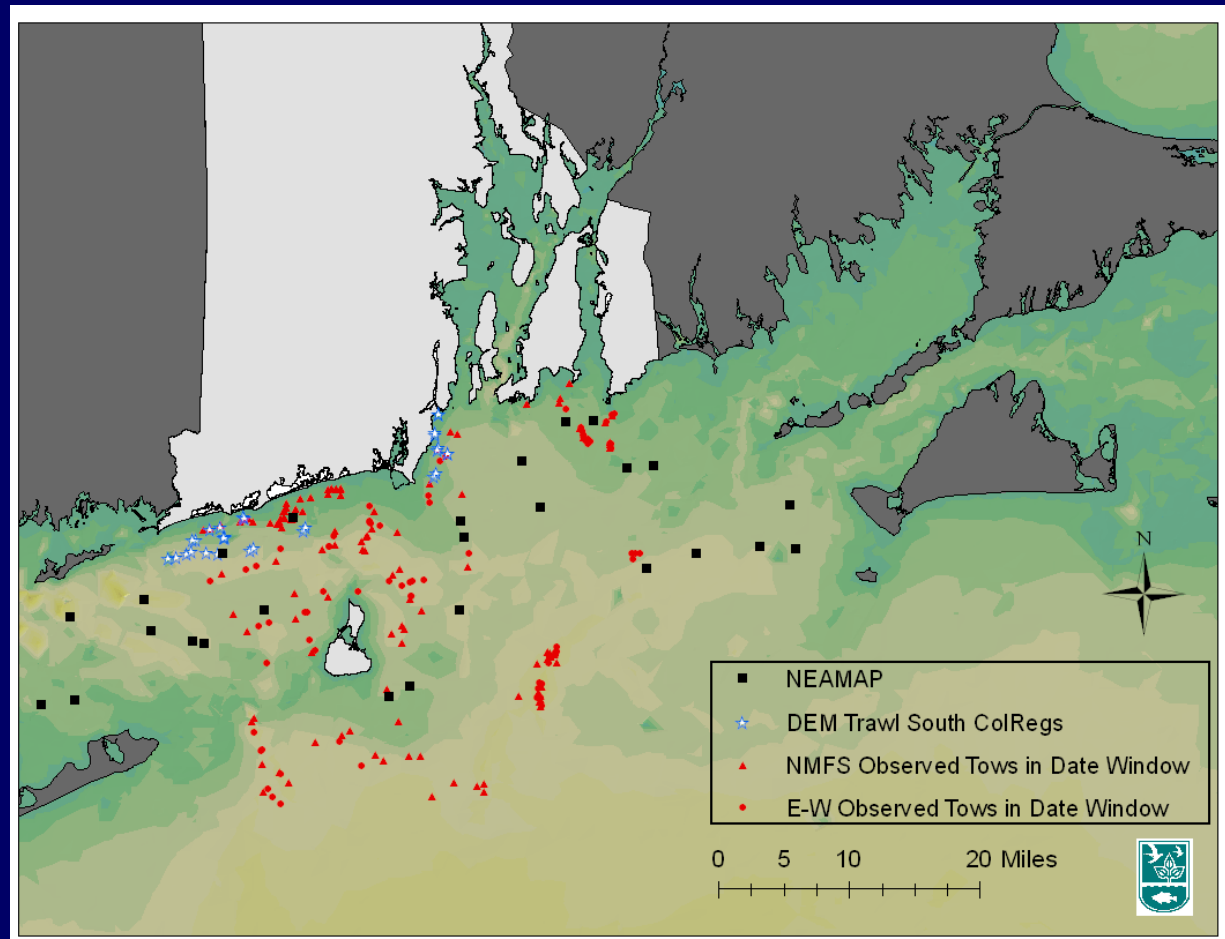 N
NEAMAP
DEM Trawl South ColRegs
NMFS Observed Tows in Date Window
E-W Observed Tows in Date Window
0 5 10 20 Miles